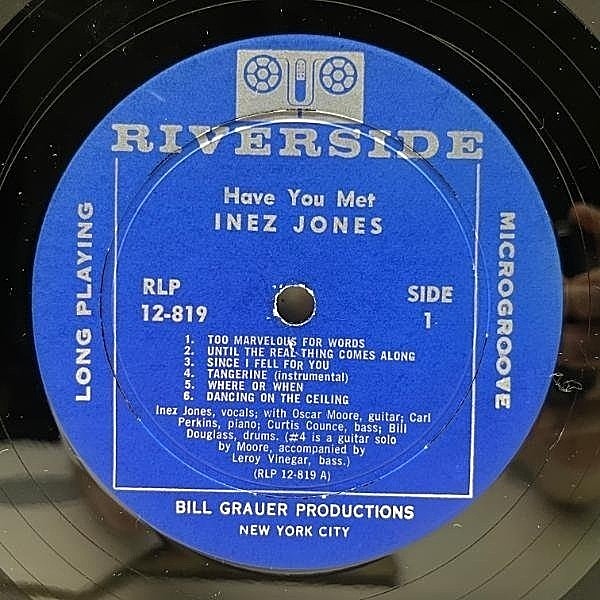 RIVERSIDE
Have You Met
INEZ JONES
LONG PLAYING
MICROGROOVE
RLP
12-819
SIDE
1
1. TOO MARVELOUS FOR WORDS
2. UNTIL THE REAL THING COMES ALONG
3. SINCE I FELL FOR YOU
4. TANGERINE (instrumental)
5. WHERE OR WHEN
6. DANCING ON THE CEILING
Inez Jones, vocals; with Oscar Moore, guitar; Carl
Perkins, piano; Curtis Counce, bass; Bill
Douglass, drums. (#4 is a guitar solo
by Moore, accompanied by
Leroy Vinegar, bass.)
(RLP 12-819 A)
BILL GRAUER PRODUCTIONS
NEW YORK CITY